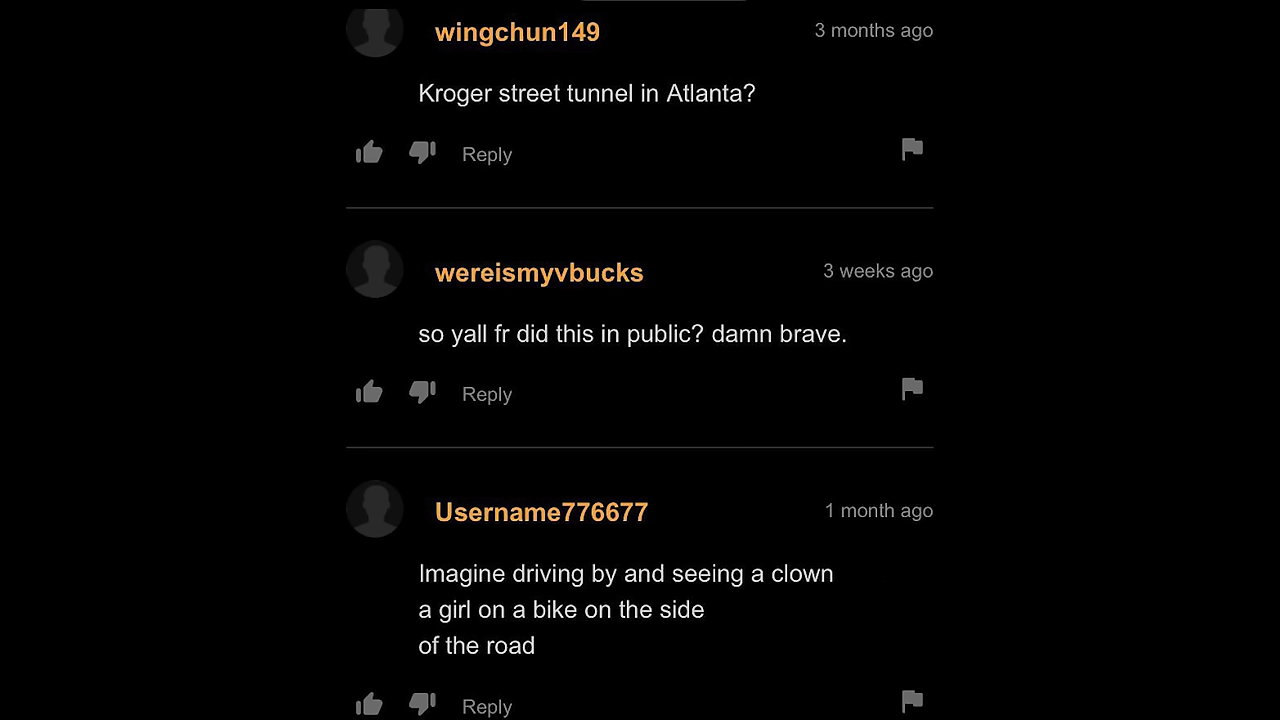 wingchun149
3 months ago
Kroger street tunnel in Atlanta?
Reply
wereismyvbucks
3 weeks ago
so yall fr did this in public? damn brave.
Reply
Username776677
1 month ago
Imagine driving by and seeing a clown
a girl on a bike on the side
of the road
Reply